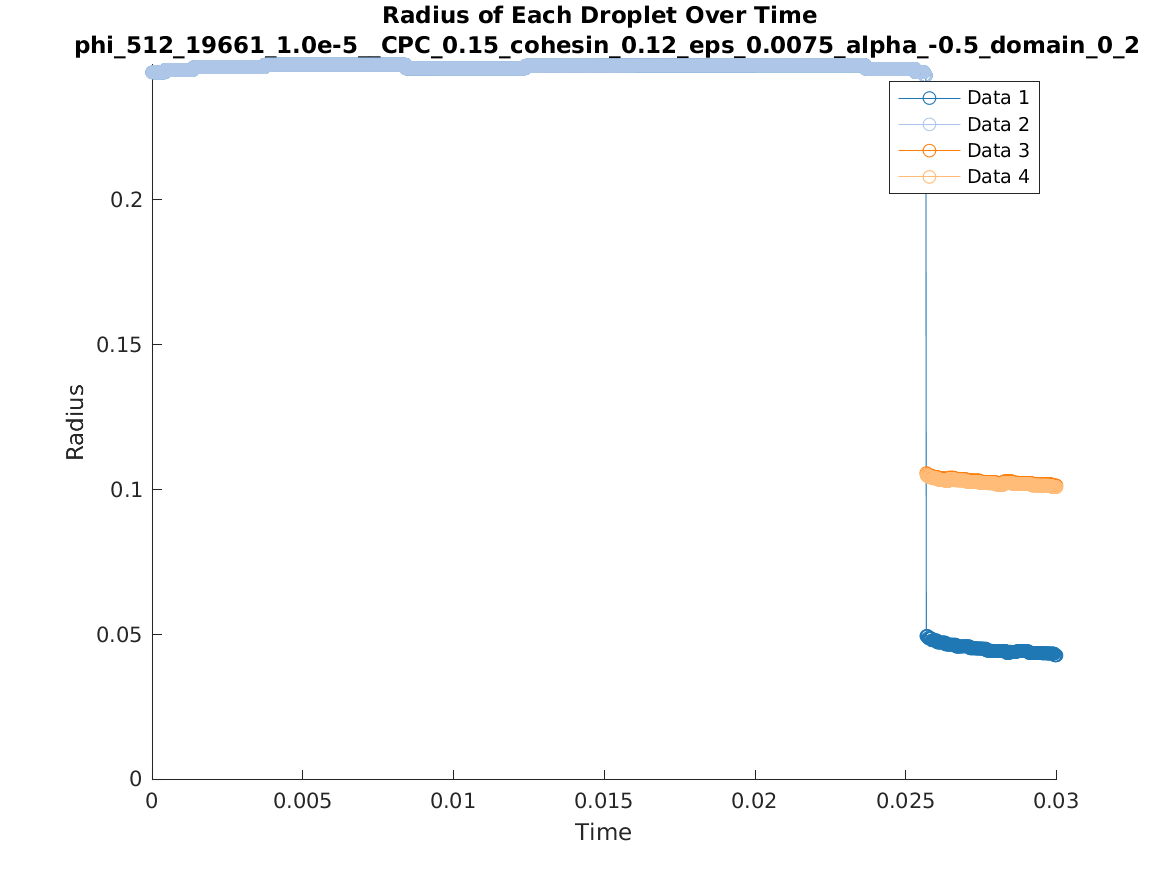 Radius of Each Droplet Over Time
phi_512_19661_1.0e-5__CPC_0.15_cohesin_0.12_eps_0.0075_alpha_-0.5_domain_0_2
Data 1
Data 2
Data 3
Data 4
0.2
0.15
0.1
0.05
0
Radius
0
0.005
0.01
0.015
0.02
0.025
0.03
Time